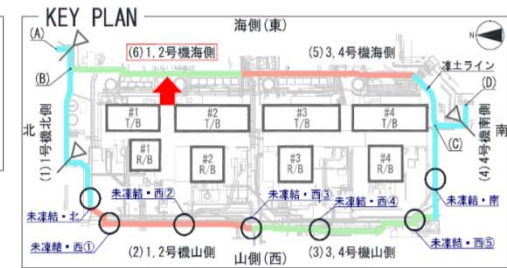 KEY PLAN
海側(東)
N
(A)
(6)1,2号機海側
(5)3,4号機海側
凍土ライン
(B)
(D)
#1
T/B
#2
T/B
#3
T/B
#4
T/B
北
(1)1号機北側
#1
R/B
#2
R/B
#3
R/B
#4
R/B
(C)
南
(4)4号機南側
未凍結・西②
未凍結・西③
未凍結・西④
未凍結・南
未凍結・北
未凍結・西①
(2)1,2号機山側
(3)3,4号機山側
未凍結・西⑤
山側(西)